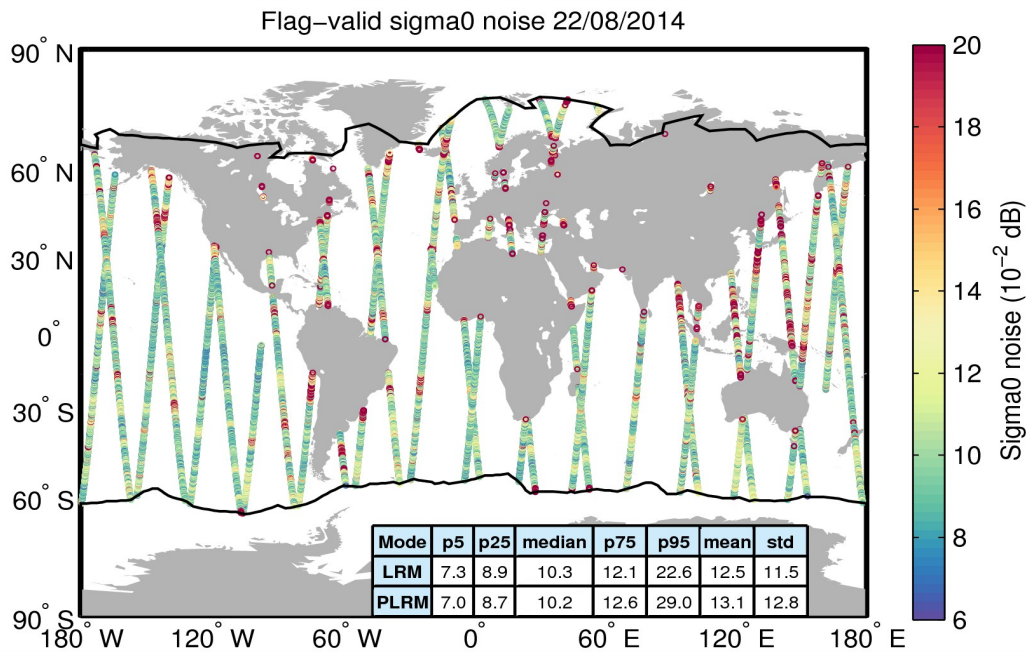 Flag−valid sigma0 noise 22/08/2014
90° N
60° N
30° N
0°
30° S
60° S
90° S
180° W 120° W 60° W 0° 60° E 120° E 180° E
Mode p5 p25 median p75 p95 mean std
LRM 7.3 8.9 10.3 12.1 22.6 12.5 11.5
PLRM 7.0 8.7 10.2 12.6 29.0 13.1 12.8
20
18
16
14
12
10
8
6
Sigma0 noise (10⁻² dB)